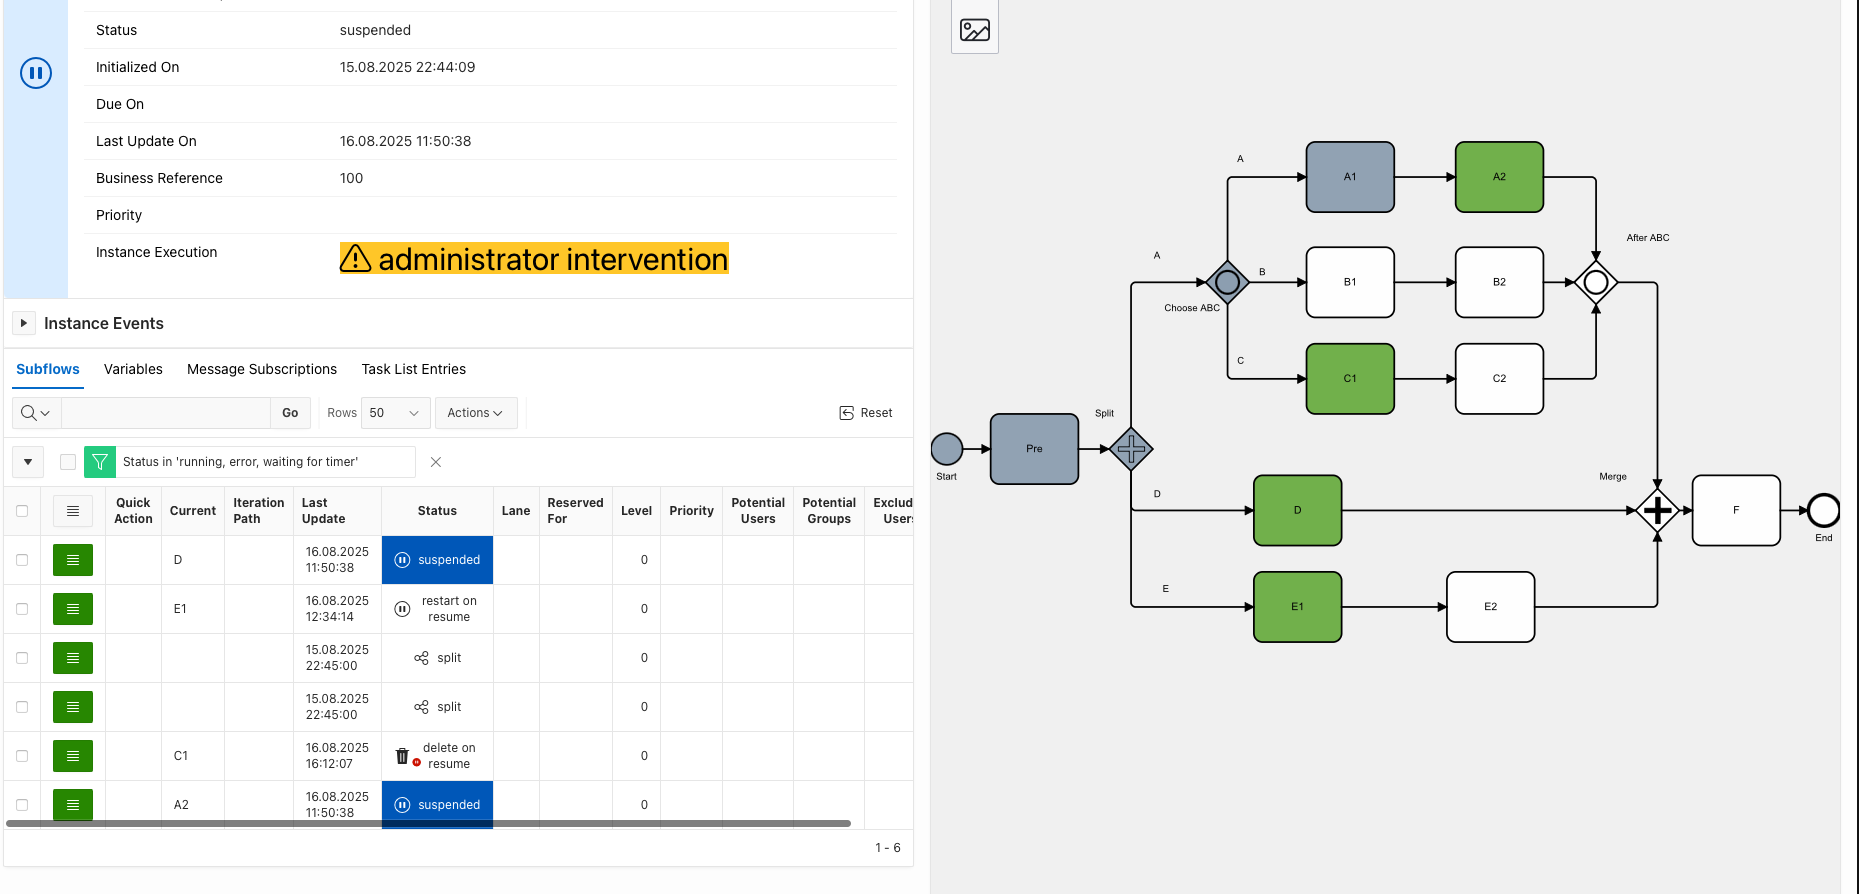 Status suspended
Initialized On 15.08.2025 22:44:09
Due On
Last Update On 16.08.2025 11:50:38
Business Reference 100
Priority
Instance Execution administrator intervention
Instance Events
Subflows Variables Message Subscriptions Task List Entries
Go Rows 50 Actions Reset
Status in 'running, error, waiting for timer'
Quick Action Current Iteration Path Last Update Status Lane Reserved For Level Priority Potential Users Potential Groups Exclud Users
D 16.08.2025 11:50:38 suspended 0
E1 16.08.2025 12:34:14 restart on resume 0
15.08.2025 22:45:00 split 0
15.08.2025 22:45:00 split 0
C1 16.08.2025 16:12:07 delete on resume 0
A2 16.08.2025 11:50:38 suspended 0
1 - 6
A
A1
A2
After ABC
A
B
B1
B2
Choose ABC
C
C1
C2
Split
Pre
Start
Merge
D
D
F
End
E
E1
E2